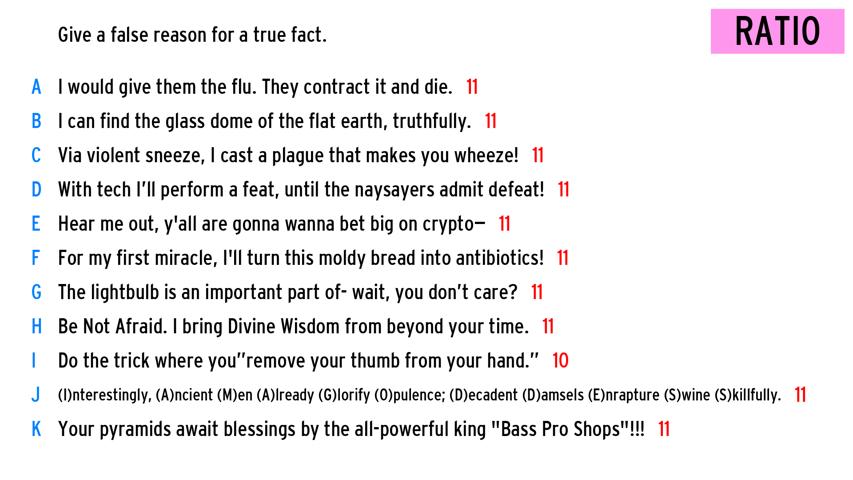 Give a false reason for a true fact.
RATIO
A I would give them the flu. They contract it and die. 11
B I can find the glass dome of the flat earth, truthfully. 11
C Via violent sneeze, I cast a plague that makes you wheeze! 11
D With tech I'll perform a feat, until the naysayers admit defeat! 11
E Hear me out, y'all are gonna wanna bet big on crypto— 11
F For my first miracle, I'll turn this moldy bread into antibiotics! 11
G The lightbulb is an important part of- wait, you don't care? 11
H Be Not Afraid. I bring Divine Wisdom from beyond your time. 11
I Do the trick where you"remove your thumb from your hand." 10
J (I)nterestingly, (A)ncient (M)en (A)lready (G)lorify (O)pulence; (D)ecadent (D)amsels (E)nrapture (S)wine (S)killfully. 11
K Your pyramids await blessings by the all-powerful king "Bass Pro Shops"!!! 11